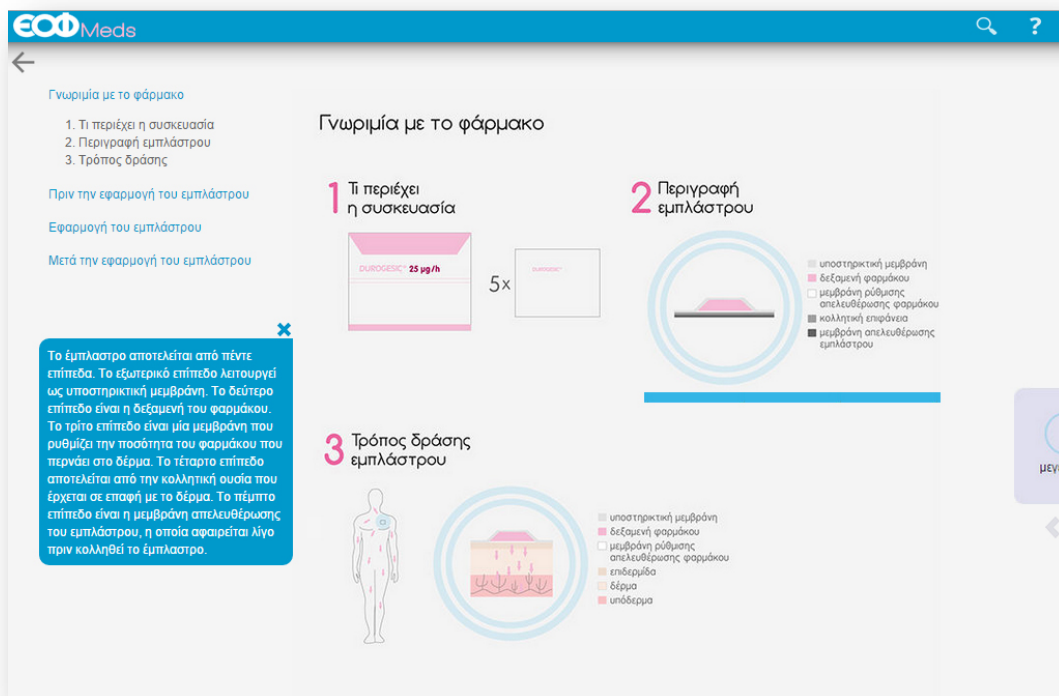 ΕΟΦMeds
?
Γνωριμία με το φάρμακο
1. Τι περιέχει η συσκευασία
2. Περιγραφή εμπλάστρου
3. Τρόπος δράσης
Πριν την εφαρμογή του εμπλάστρου
Εφαρμογή του εμπλάστρου
Μετά την εφαρμογή του εμπλάστρου
Το έμπλαστρο αποτελείται από πέντε
επίπεδα. Το εξωτερικό επίπεδο λειτουργεί
ως υποστηρικτική μεμβράνη. Το δεύτερο
επίπεδο είναι η δεξαμενή του φαρμάκου.
Το τρίτο επίπεδο είναι μία μεμβράνη που
ρυθμίζει την ποσότητα του φαρμάκου που
περνάει στο δέρμα. Το τέταρτο επίπεδο
αποτελείται από την κολλητική ουσία που
έρχεται σε επαφή με το δέρμα. Το πέμπτο
επίπεδο είναι η μεμβράνη απελευθέρωσης
του εμπλάστρου, η οποία αφαιρείται λίγο
πριν κολληθεί το έμπλαστρο.
Γνωριμία με το φάρμακο
1 Τι περιέχει
η συσκευασία
DUROGESIC™ 25 μg/h
5x
DUROGESIC™
2 Περιγραφή
εμπλάστρου
υποστηρικτική μεμβράνη
δεξαμενή φαρμάκου
μεμβράνη ρύθμισης
απελευθέρωσης φαρμάκου
κολλητική επιφάνεια
μεμβράνη απελευθέρωσης
εμπλάστρου
3 Τρόπος δράσης
εμπλάστρου
υποστηρικτική μεμβράνη
δεξαμενή φαρμάκου
μεμβράνη ρύθμισης
απελευθέρωσης φαρμάκου
επιδερμίδα
δέρμα
υπόδερμα